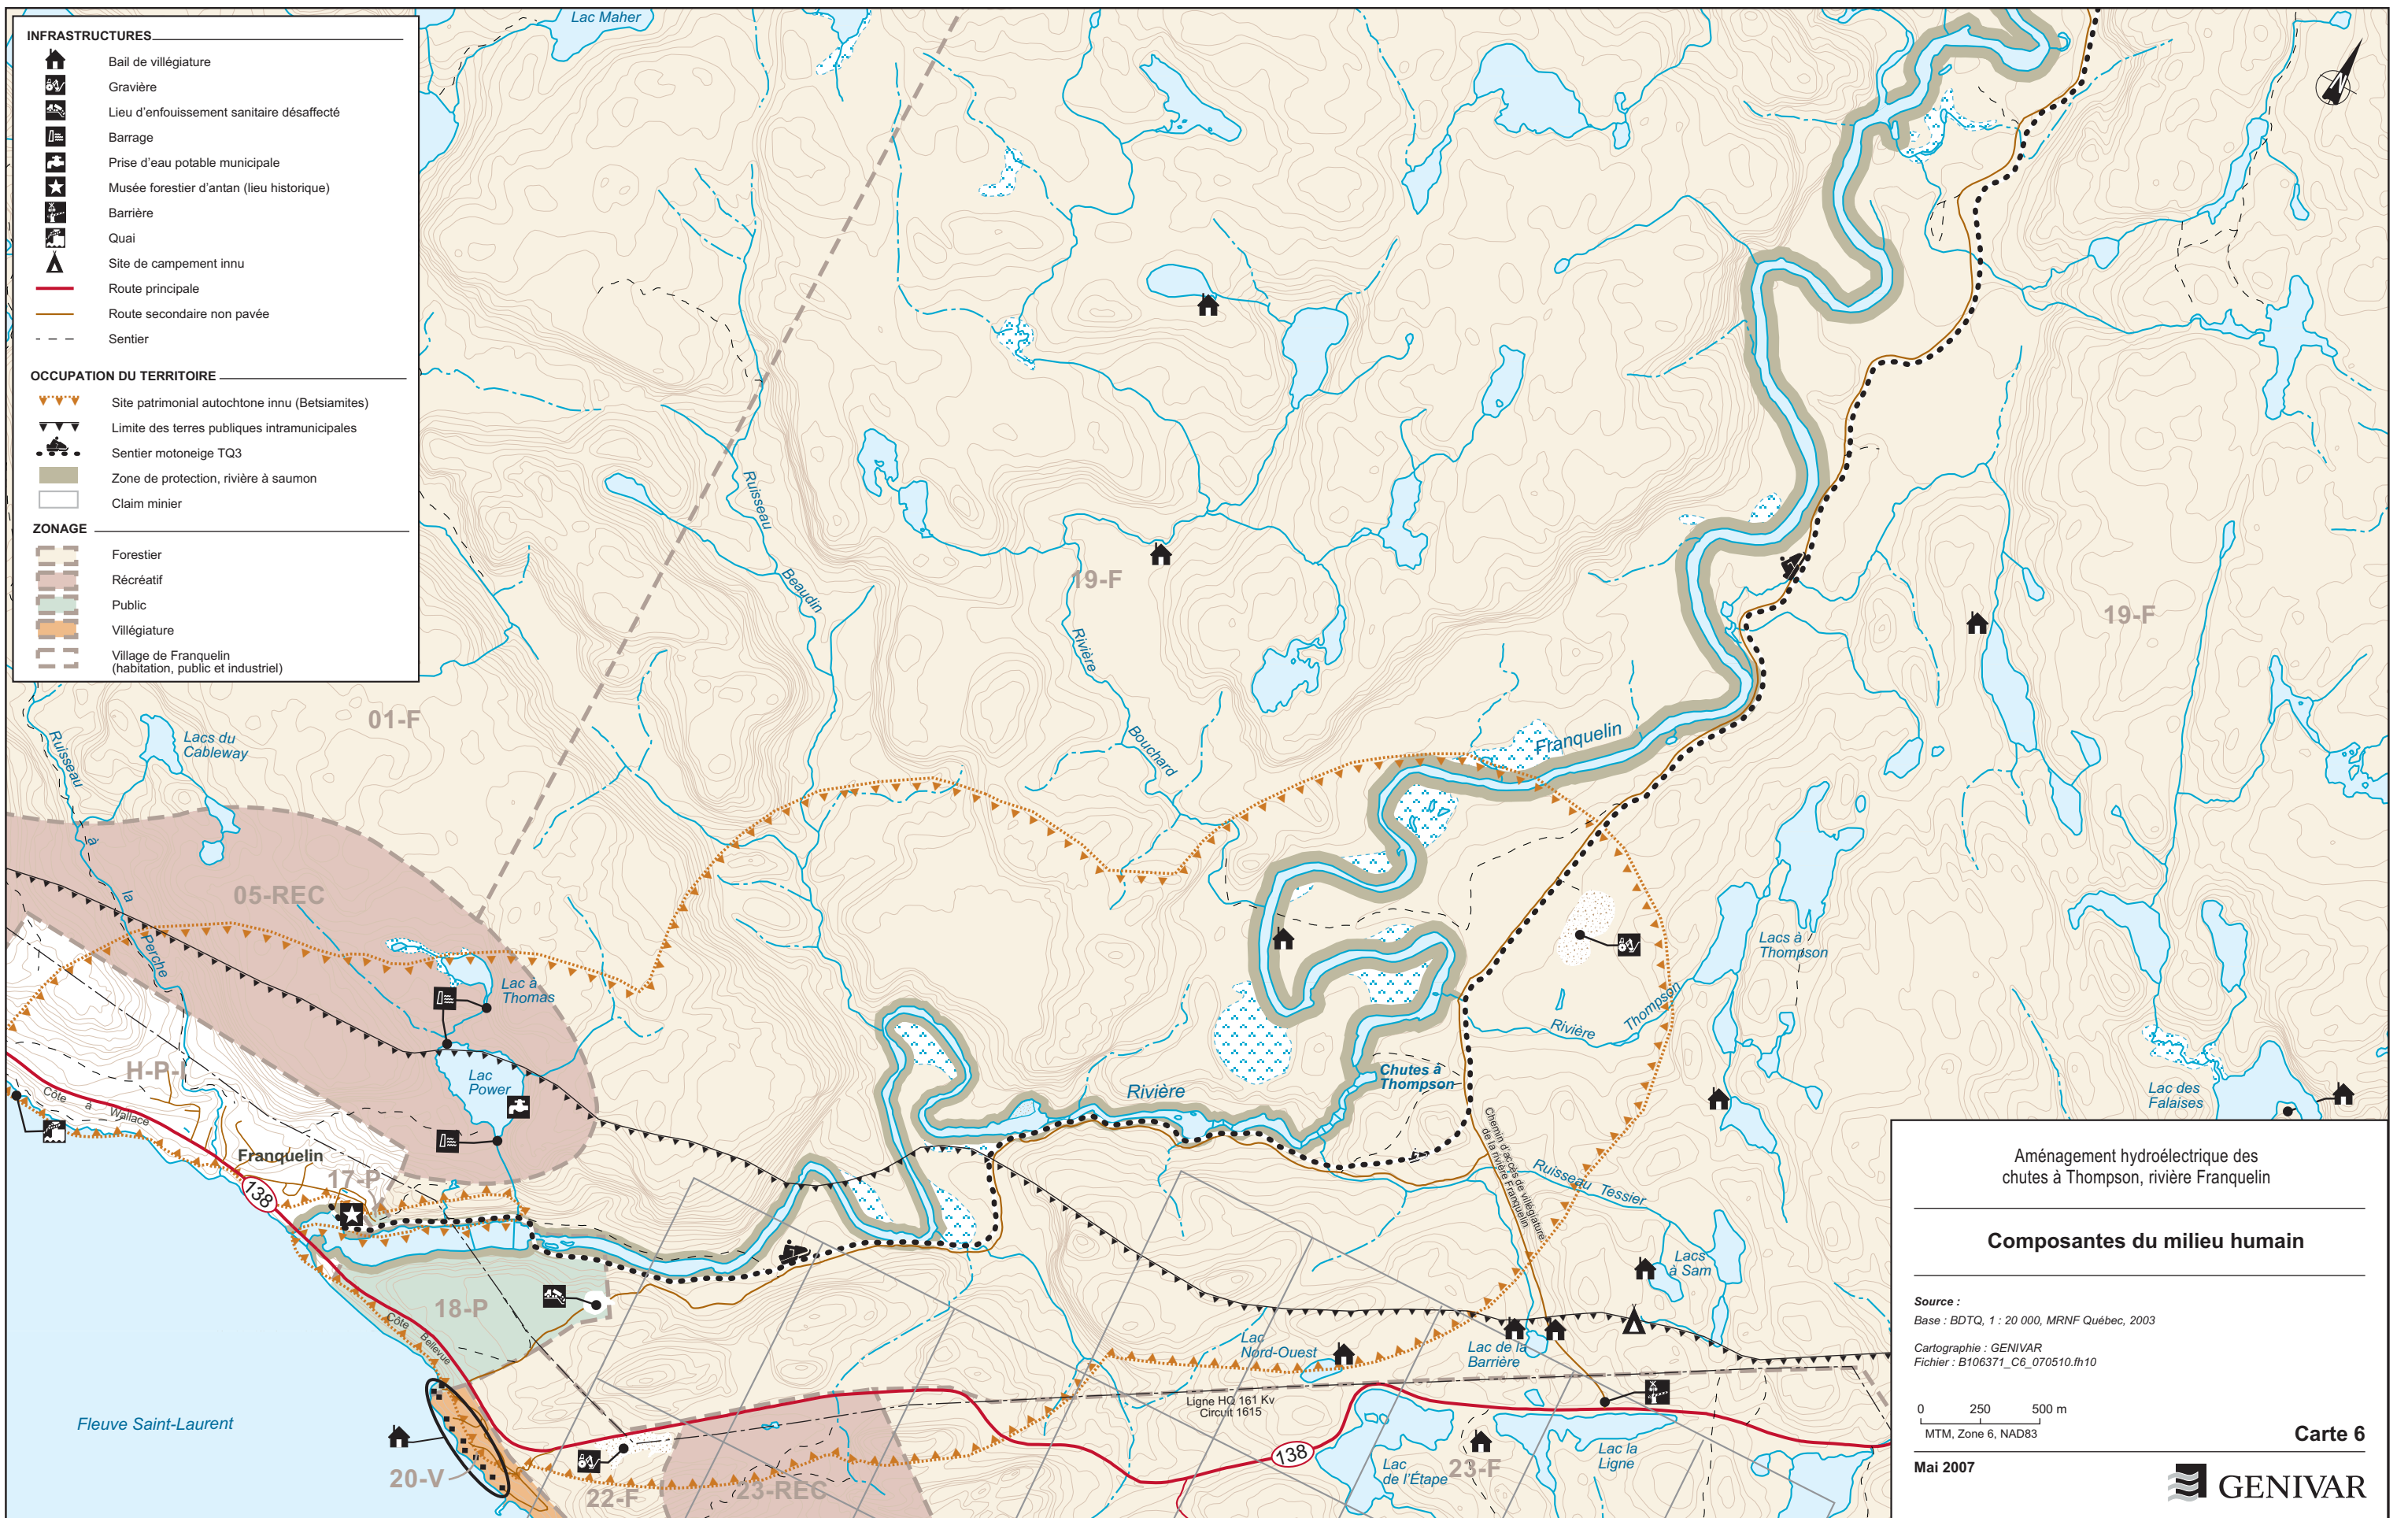 INFRASTRUCTURES
Bail de villégiature
Gravière
Lieu d'enfouissement sanitaire désaffecté
Barrage
Prise d'eau potable municipale
Musée forestier d'antan (lieu historique)
Barrière
Quai
Site de campement innu
Route principale
Route secondaire non pavée
Sentier
OCCUPATION DU TERRITOIRE
Site patrimonial autochtone innu (Betsiamites)
Limite des terres publiques intramunicipales
Sentier motoneige TQ3
Zone de protection, rivière à saumon
Claim minier
ZONAGE
Forestier
Récréatif
Public
Villégiature
Village de Franquelin
(habitation, public et industriel)
Lac Maher
N
Ruisseau
Beaudin
19-F
Rivière
Bouchard
19-F
Franquelin
01-F
Lacs du
Cableway
Ruisseau
à
la
Perche
05-REC
Lac à
Thomas
Lac
Power
H-P-I
Côte à Wallace
Franquelin
17-P
138
18-P
Côte Bellevue
Fleuve Saint-Laurent
20-V
22-F
23-REC
Rivière
Chutes à
Thompson
Rivière Thompson
Lacs à
Thompson
Chemin d'accès de villégiature
de la rivière Franquelin
Ruisseau Tessier
Lacs
à Sam
Lac des
Falaises
Lac
Nord-Ouest
Lac de la
Barrière
Ligne HQ 161 Kv
Circuit 1615
138
Lac
de l'Étape
23-F
Lac la
Ligne
Aménagement hydroélectrique des
chutes à Thompson, rivière Franquelin
Composantes du milieu humain
Source :
Base : BDTQ, 1 : 20 000, MRNF Québec, 2003
Cartographie : GENIVAR
Fichier : B106371_C6_070510.fh10
0 250 500 m
MTM, Zone 6, NAD83
Carte 6
Mai 2007
GENIVAR